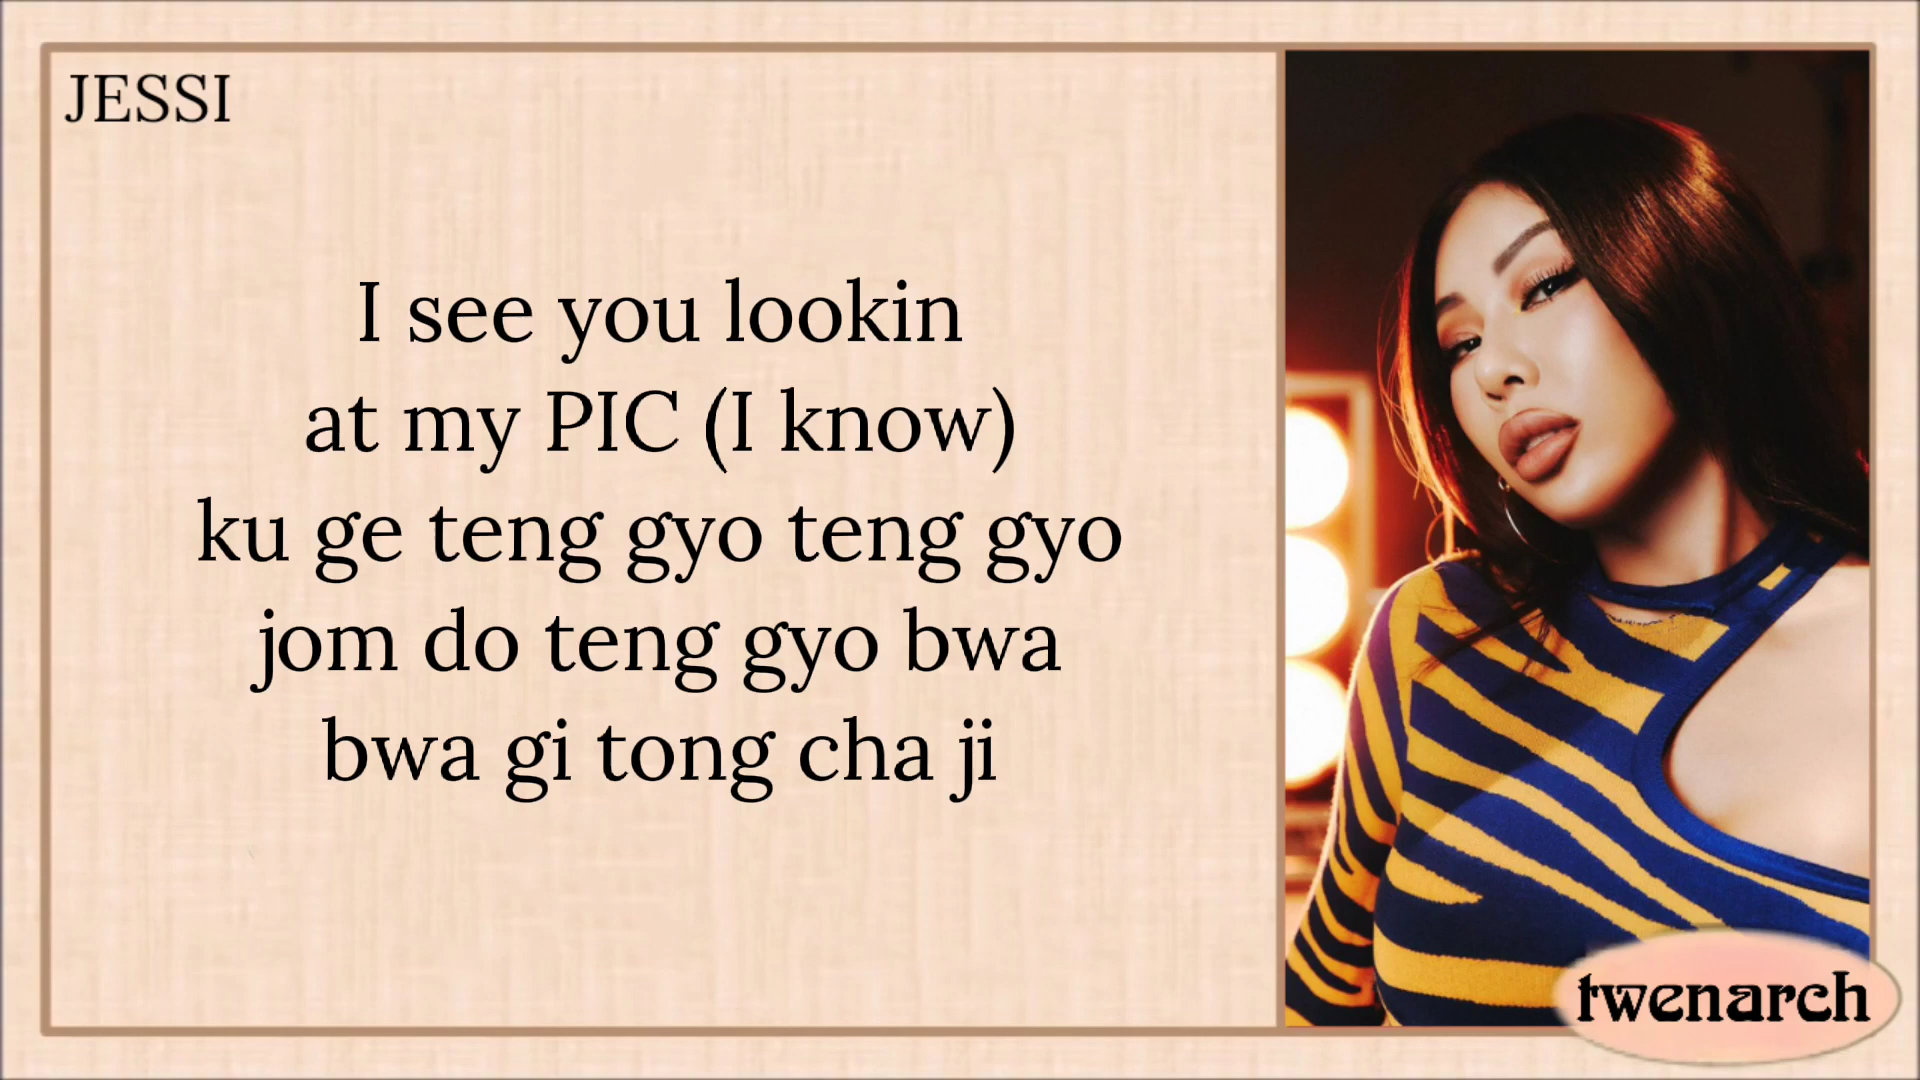 JESSI
I see you lookin
at my PIC (I know)
ku ge teng gyo teng gyo
jom do teng gyo bwa
bwa gi tong cha ji
twenarch